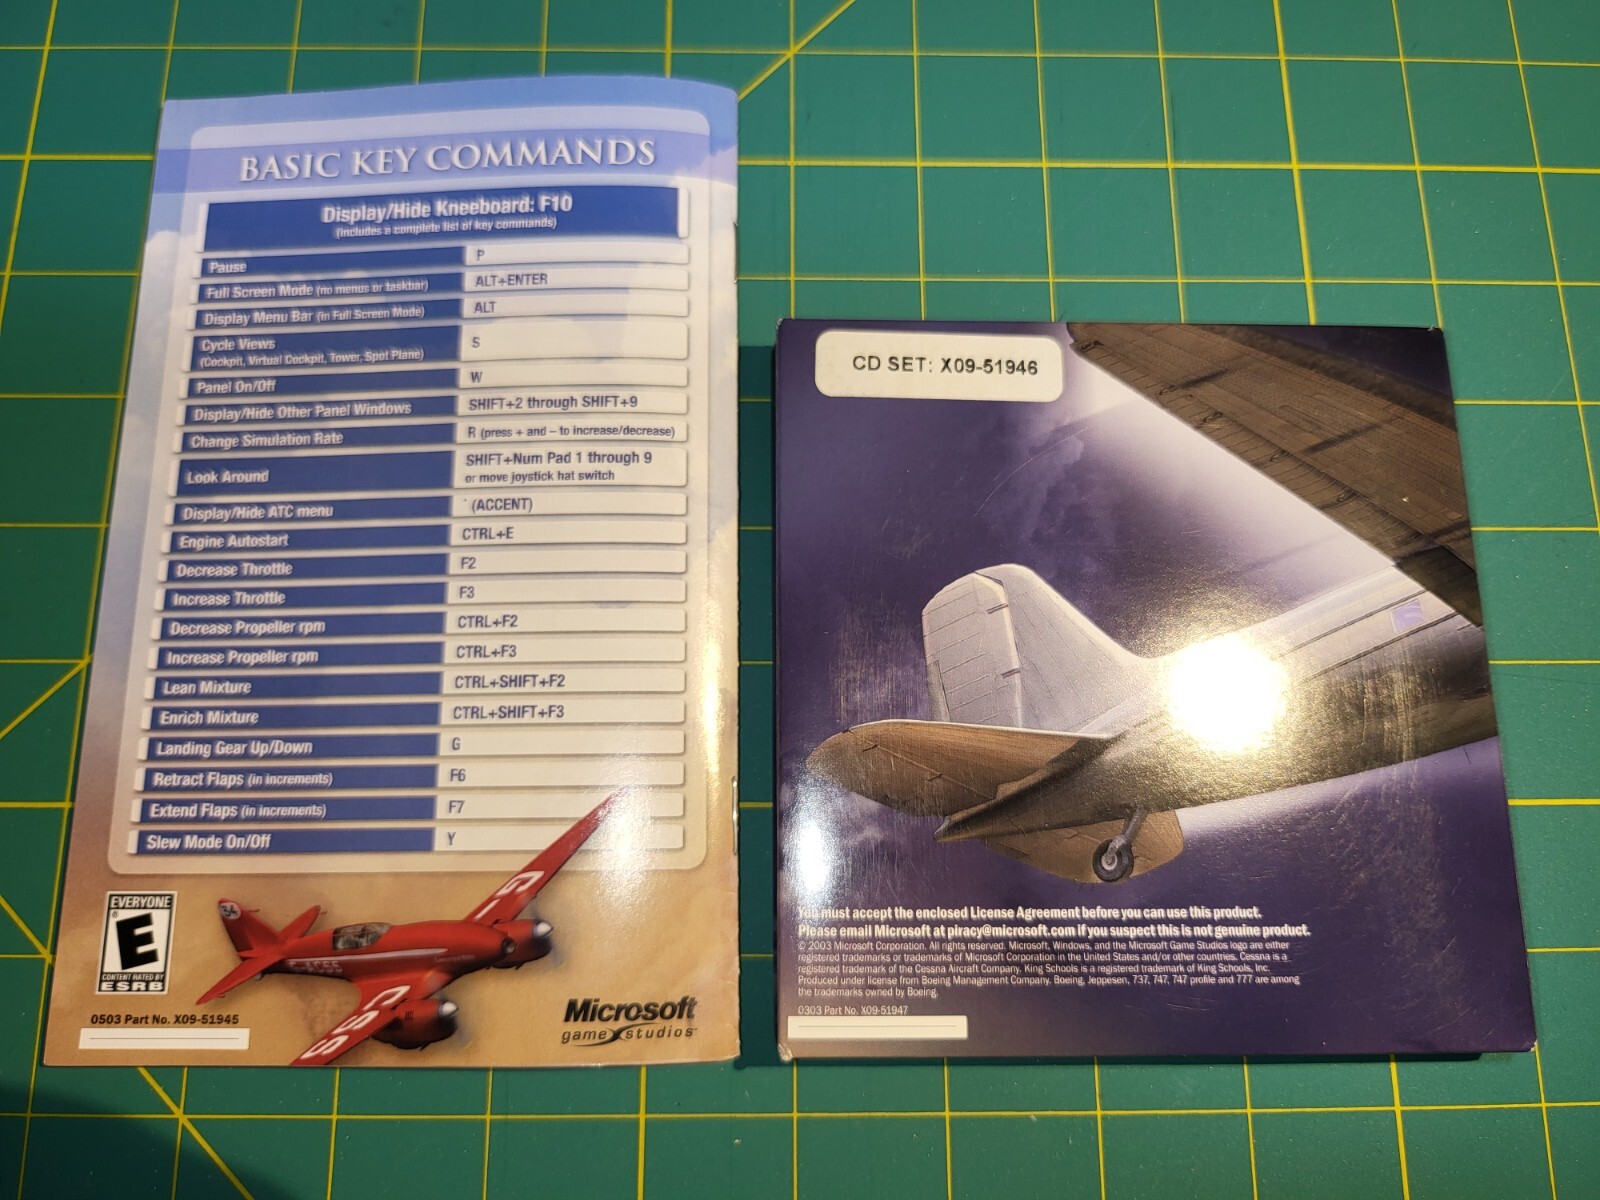 BASIC KEY COMMANDS
Display/Hide Kneeboard: F10
(includes a complete list of key commands)
Pause P
Full Screen Mode (no menus or taskbar) ALT+ENTER
Display Menu Bar (in Full Screen Mode) ALT
Cycle Views S
(Cockpit, Virtual Cockpit, Tower, Spot Plane)
Panel On/Off W
Display/Hide Other Panel Windows SHIFT+2 through SHIFT+9
Change Simulation Rate R (press + and – to increase/decrease)
Look Around SHIFT+Num Pad 1 through 9
or move joystick hat switch
Display/Hide ATC menu ` (ACCENT)
Engine Autostart CTRL+E
Decrease Throttle F2
Increase Throttle F3
Decrease Propeller rpm CTRL+F2
Increase Propeller rpm CTRL+F3
Lean Mixture CTRL+SHIFT+F2
Enrich Mixture CTRL+SHIFT+F3
Landing Gear Up/Down G
Retract Flaps (in increments) F6
Extend Flaps (in increments) F7
Slew Mode On/Off Y
EVERYONE
E
CONTENT RATED BY
ESRB
34
G-ACSS
Microsoft
game studios
0503 Part No. X09-51945
CD SET: X09-51946
You must accept the enclosed License Agreement before you can use this product.
Please email Microsoft at piracy@microsoft.com if you suspect this is not genuine product.
© 2003 Microsoft Corporation. All rights reserved. Microsoft, Windows, and the Microsoft Game Studios logo are either
registered trademarks or trademarks of Microsoft Corporation in the United States and/or other countries. Cessna is a
registered trademark of the Cessna Aircraft Company. King Schools is a registered trademark of King Schools, Inc.
Produced under license from Boeing Management Company. Boeing, Jeppesen, 737, 747, 747 profile and 777 are among
the trademarks owned by Boeing.
0303 Part No. X09-51947